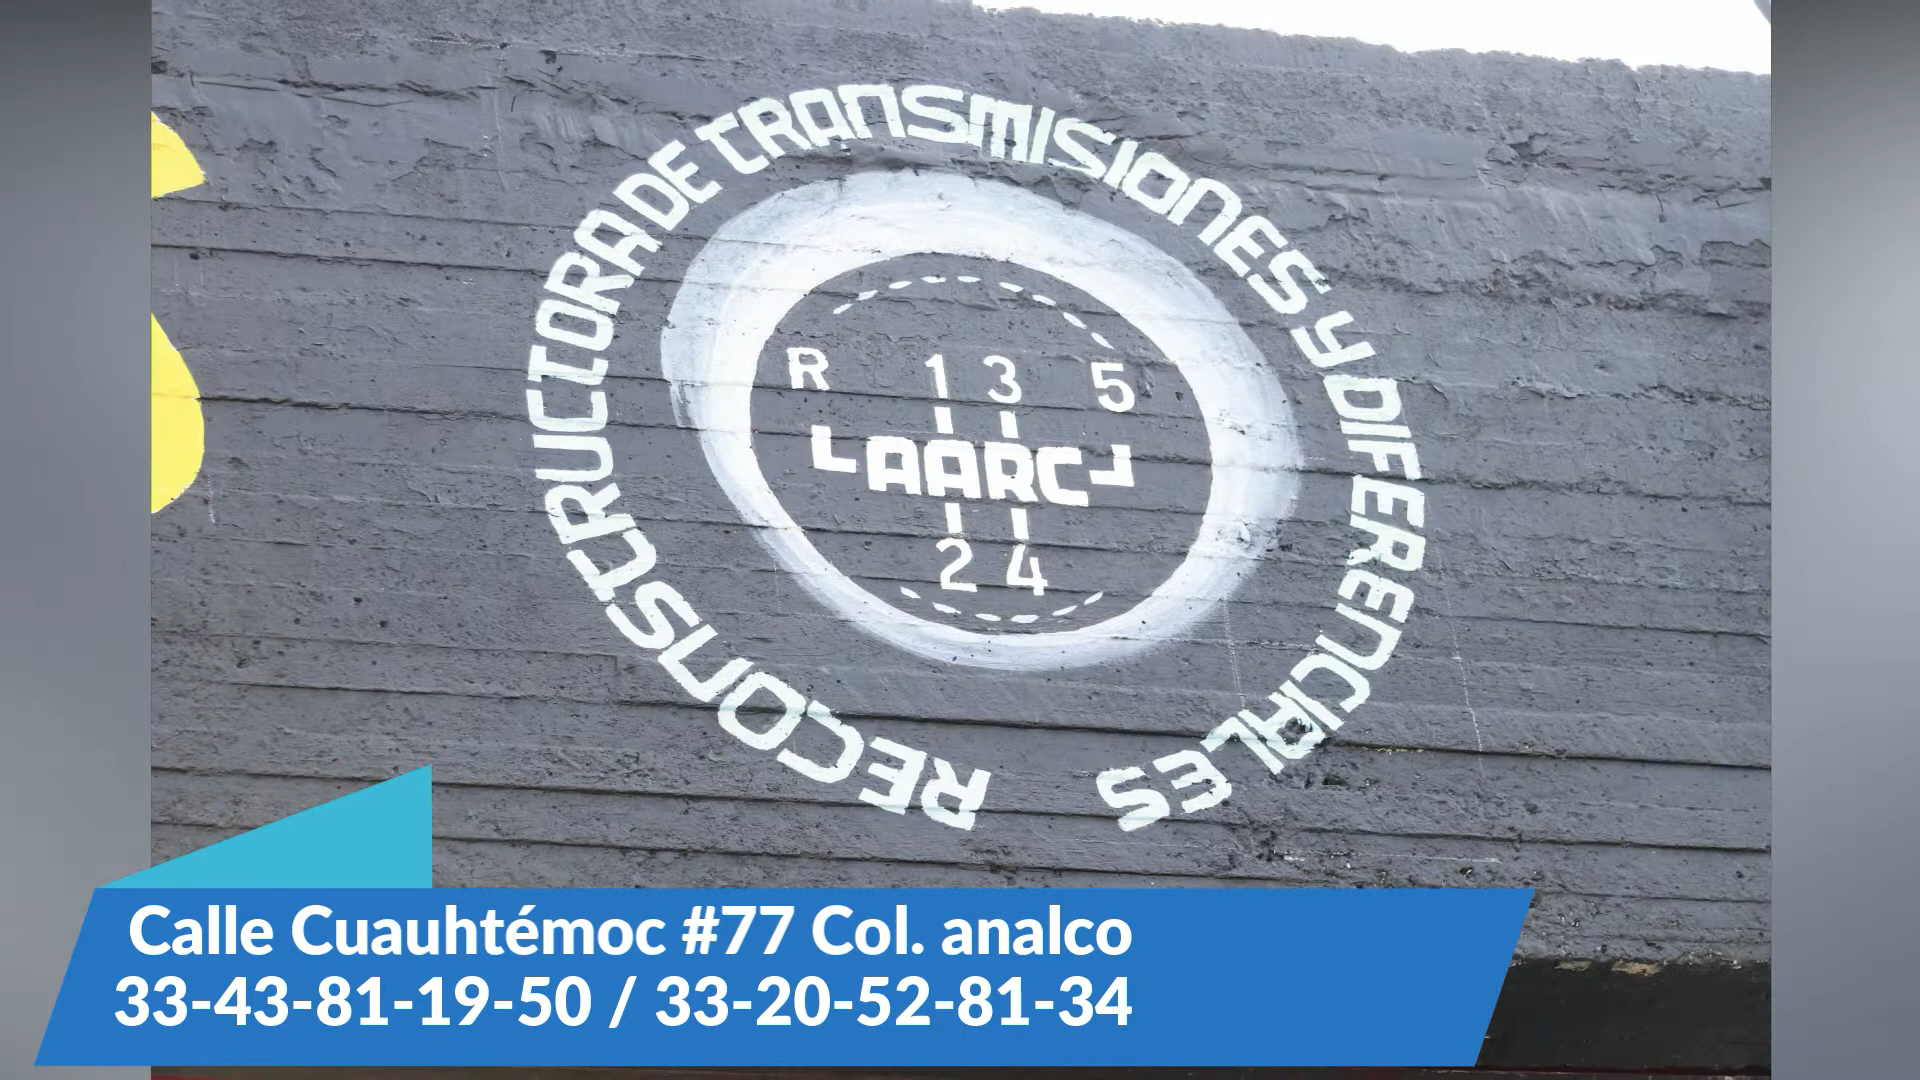 RECONSTRUCTORA DE TRANSMISIONES Y DIFERENCIALES
R 1 3 5
LAARCJ
2 4
Calle Cuauhtémoc #77 Col. analco
33-43-81-19-50 / 33-20-52-81-34